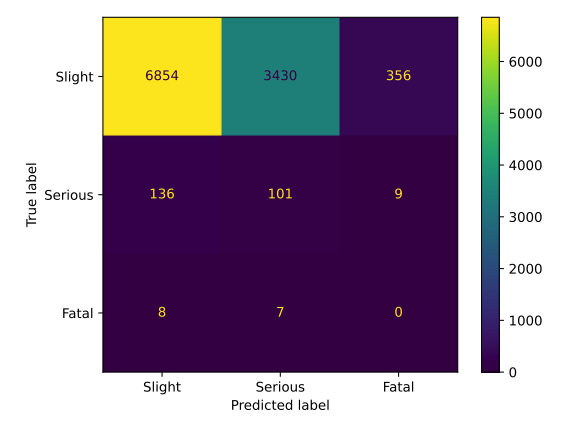 Slight 6854 3430 356
Serious 136 101 9
Fatal 8 7 0
Slight Serious Fatal
Predicted label
True label
6000
5000
4000
3000
2000
1000
0